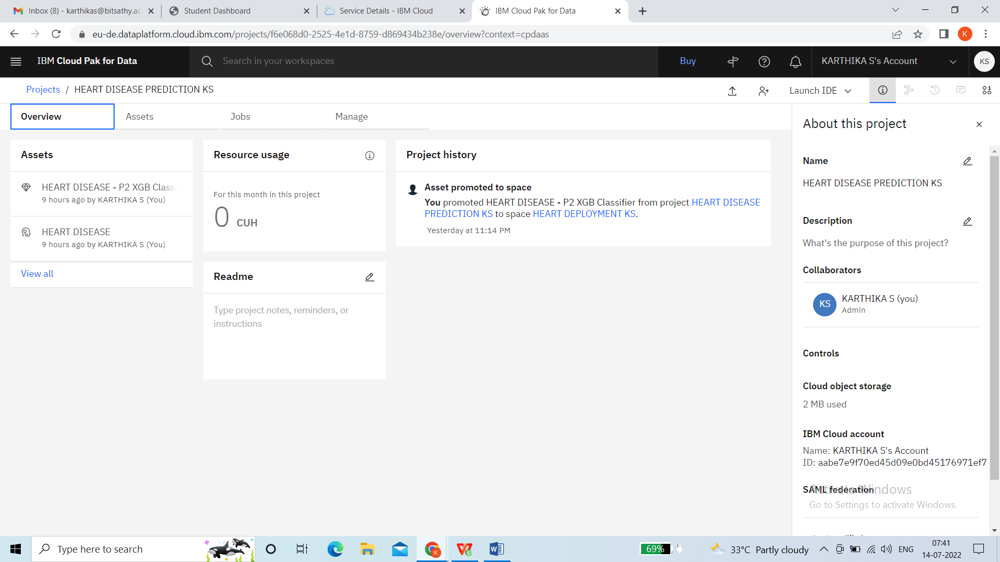 Inbox (8) - karthikas@bitsathy.ac.
Student Dashboard
Service Details - IBM Cloud
IBM Cloud Pak for Data
eu-de.dataplatform.cloud.ibm.com/projects/f6e068d0-2525-4e1d-8759-d869434b238e/overview?context=cpdaas
K
IBM Cloud Pak for Data
Search in your workspaces
Buy
KARTHIKA S's Account
KS
Projects / HEART DISEASE PREDICTION KS
Launch IDE
Overview
Assets
Jobs
Manage
Assets
HEART DISEASE - P2 XGB Classi
9 hours ago by KARTHIKA S (You)
HEART DISEASE
9 hours ago by KARTHIKA S (You)
View all
Resource usage
For this month in this project
0 CUH
Readme
Type project notes, reminders, or
instructions
Project history
Asset promoted to space
You promoted HEART DISEASE - P2 XGB Classifier from project HEART DISEASE
PREDICTION KS to space HEART DEPLOYMENT KS.
Yesterday at 11:14 PM
About this project
Name
HEART DISEASE PREDICTION KS
Description
What's the purpose of this project?
Collaborators
KS
KARTHIKA S (you)
Admin
Controls
Cloud object storage
2 MB used
IBM Cloud account
Name: KARTHIKA S's Account
ID: aabe7e9f70ed45d09e0bd45176971ef7
SAML federation
Activate Windows
Go to Settings to activate Windows.
Type here to search
69%
33°C Partly cloudy
ENG
07:41
14-07-2022